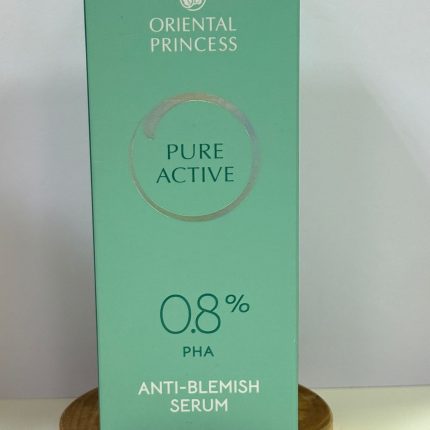 ORIENTAL
PRINCESS
PURE
ACTIVE
0.8%
PHA
ANTI-BLEMISH
SERUM